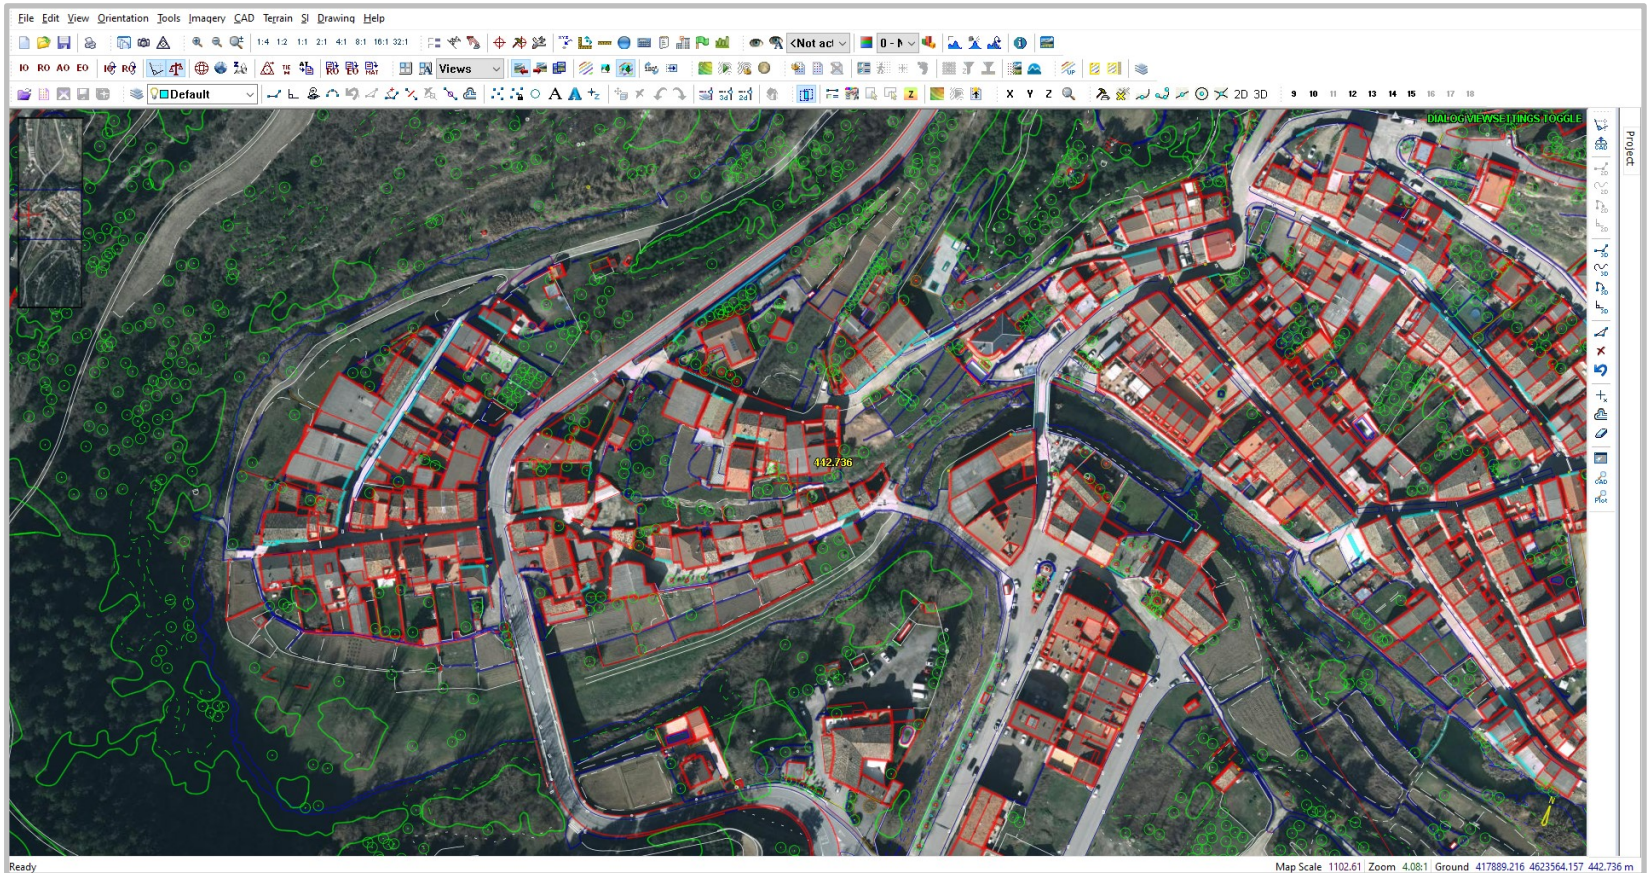 File Edit View Orientation Tools Imagery CAD Terrain SI Drawing Help
1:4 1:2 1:1 2:1 4:1 8:1 16:1 32:1 <Not act 0 - N
IO RO AO EO Views
Default X Y Z 2D 3D 9 10 11 12 13 14 15 16 17 18
DIALOG VIEWSETTINGS TOGGLE
Project
442.736
N
Ready Map Scale 1102.61 Zoom 4.08:1 Ground 417889.216 4623564.157 442.736 m